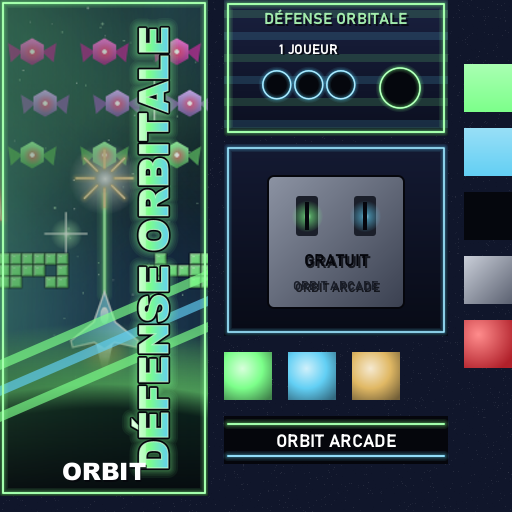 DÉFENSE ORBITALE
ORBIT
DÉFENSE ORBITALE
1 JOUEUR
GRATUIT
ORBIT ARCADE
ORBIT ARCADE